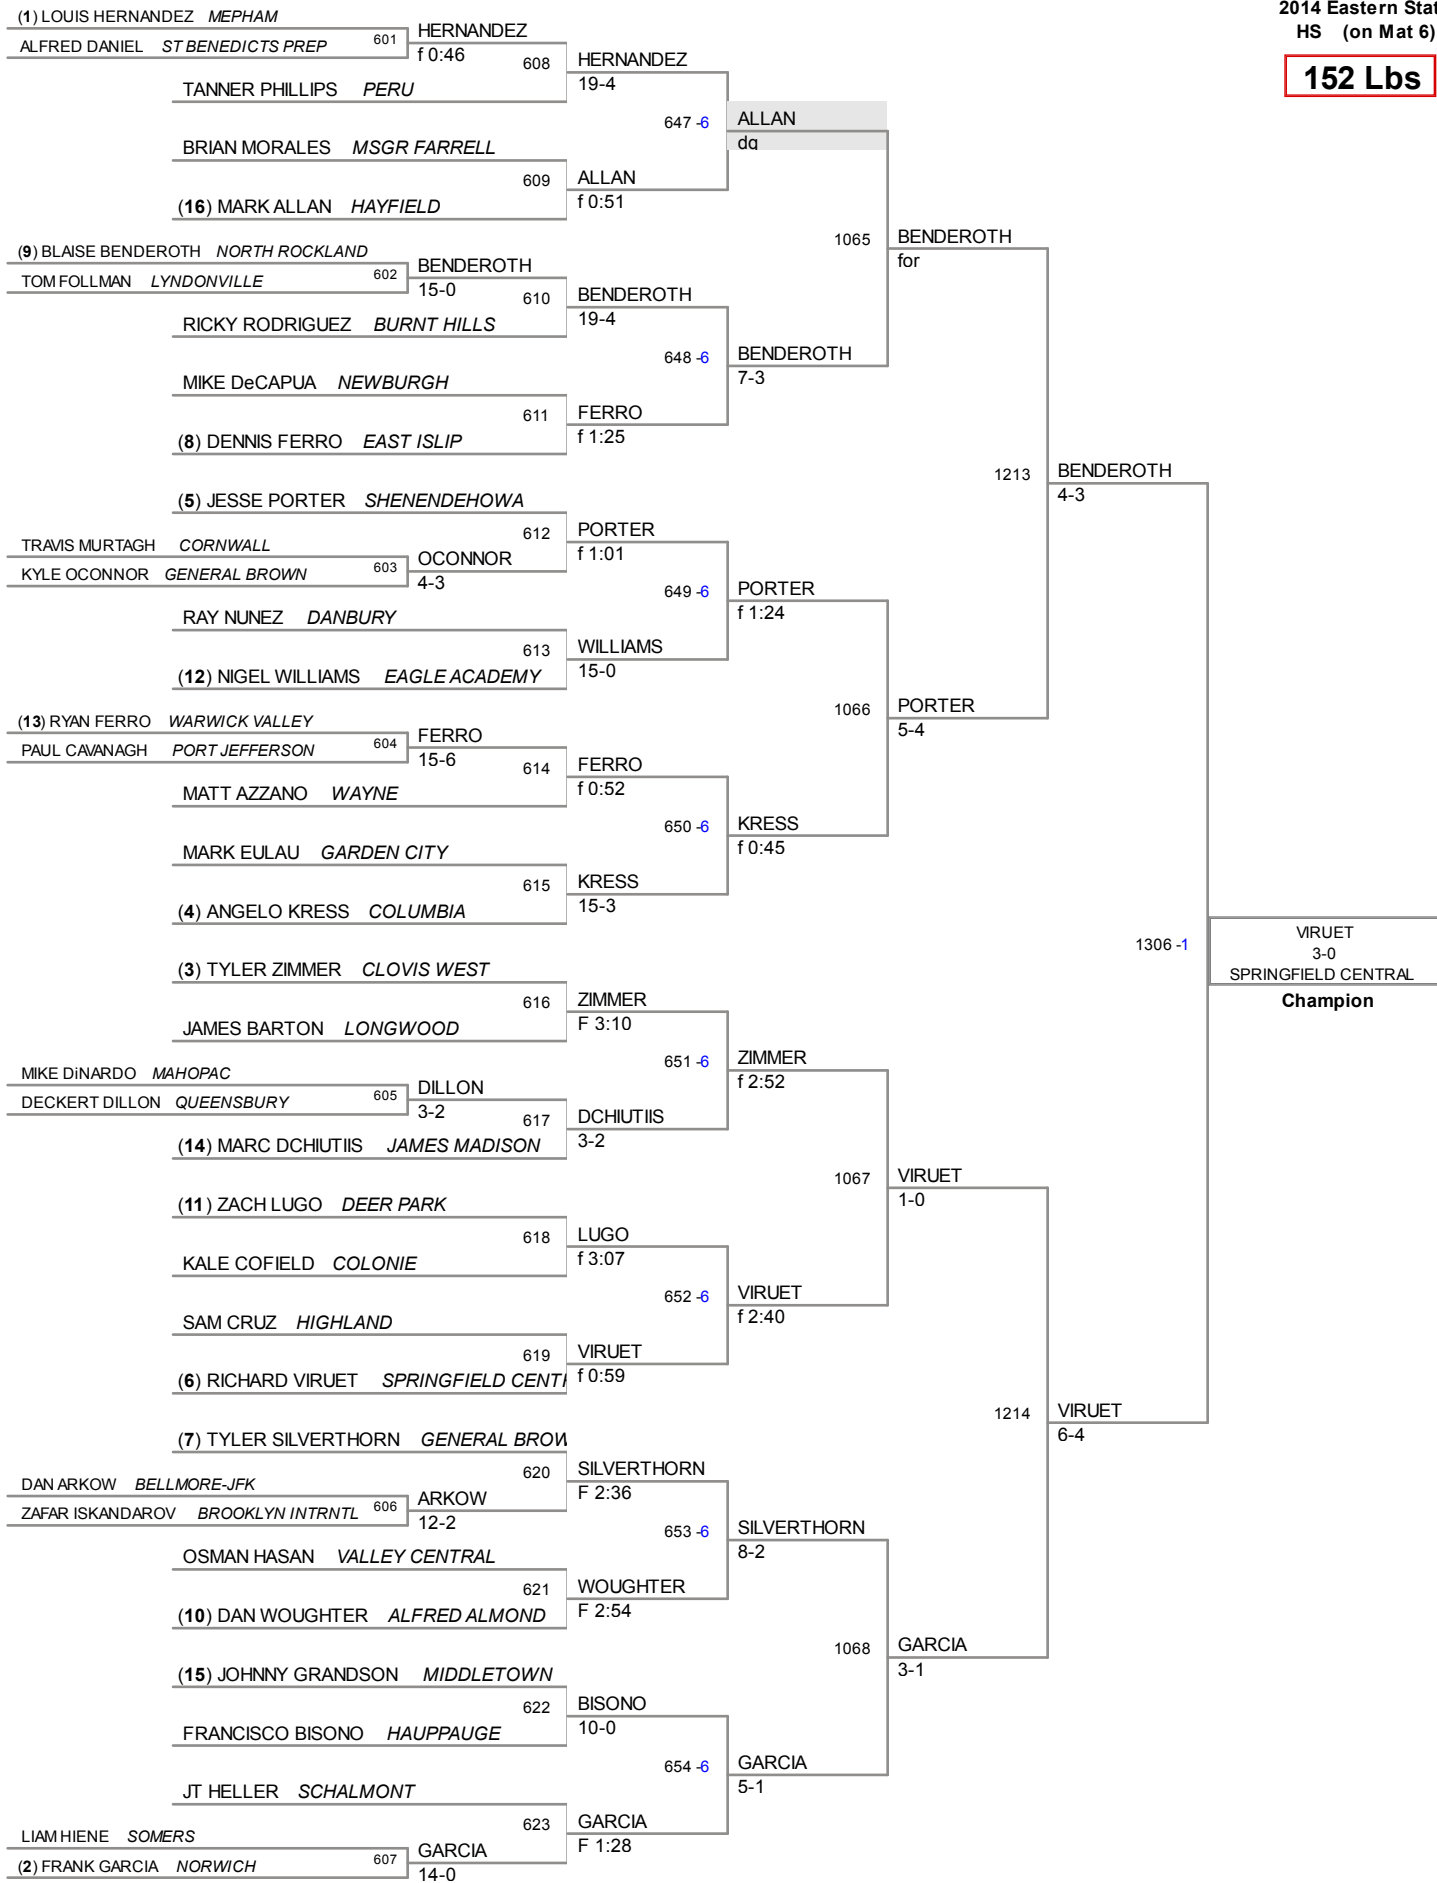 2014 Eastern Stat
HS (on Mat 6)
152 Lbs
(1) LOUIS HERNANDEZ MEPHAM
ALFRED DANIEL ST BENEDICTS PREP
601
HERNANDEZ
f 0:46
TANNER PHILLIPS PERU
608
HERNANDEZ
19-4
BRIAN MORALES MSGR FARRELL
(16) MARK ALLAN HAYFIELD
609
ALLAN
f 0:51
647 -6
ALLAN
dq
(9) BLAISE BENDEROTH NORTH ROCKLAND
TOM FOLLMAN LYNDONVILLE
602
BENDEROTH
15-0
RICKY RODRIGUEZ BURNT HILLS
610
BENDEROTH
19-4
MIKE DeCAPUA NEWBURGH
(8) DENNIS FERRO EAST ISLIP
611
FERRO
f 1:25
648 -6
BENDEROTH
7-3
1065
BENDEROTH
for
(5) JESSE PORTER SHENENDEHOWA
TRAVIS MURTAGH CORNWALL
KYLE OCONNOR GENERAL BROWN
603
OCONNOR
4-3
612
PORTER
f 1:01
RAY NUNEZ DANBURY
(12) NIGEL WILLIAMS EAGLE ACADEMY
613
WILLIAMS
15-0
649 -6
PORTER
f 1:24
(13) RYAN FERRO WARWICK VALLEY
PAUL CAVANAGH PORT JEFFERSON
604
FERRO
15-6
MATT AZZANO WAYNE
614
FERRO
f 0:52
MARK EULAU GARDEN CITY
(4) ANGELO KRESS COLUMBIA
615
KRESS
15-3
650 -6
KRESS
f 0:45
1066
PORTER
5-4
1213
BENDEROTH
4-3
(3) TYLER ZIMMER CLOVIS WEST
JAMES BARTON LONGWOOD
616
ZIMMER
F 3:10
MIKE DiNARDO MAHOPAC
DECKERT DILLON QUEENSBURY
605
DILLON
3-2
(14) MARC DCHIUTIIS JAMES MADISON
617
DCHIUTIIS
3-2
651 -6
ZIMMER
f 2:52
(11) ZACH LUGO DEER PARK
KALE COFIELD COLONIE
618
LUGO
f 3:07
SAM CRUZ HIGHLAND
(6) RICHARD VIRUET SPRINGFIELD CENT
619
VIRUET
f 0:59
652 -6
VIRUET
f 2:40
1067
VIRUET
1-0
(7) TYLER SILVERTHORN GENERAL BROW
DAN ARKOW BELLMORE-JFK
ZAFAR ISKANDAROV BROOKLYN INTRNTL
606
ARKOW
12-2
620
SILVERTHORN
F 2:36
OSMAN HASAN VALLEY CENTRAL
(10) DAN WOUGHTER ALFRED ALMOND
621
WOUGHTER
F 2:54
653 -6
SILVERTHORN
8-2
(15) JOHNNY GRANDSON MIDDLETOWN
FRANCISCO BISONO HAUPPAUGE
622
BISONO
10-0
JT HELLER SCHALMONT
LIAM HIENE SOMERS
(2) FRANK GARCIA NORWICH
607
GARCIA
14-0
623
GARCIA
F 1:28
654 -6
GARCIA
5-1
1068
GARCIA
3-1
1214
VIRUET
6-4
1306 -1
VIRUET
3-0
SPRINGFIELD CENTRAL
Champion